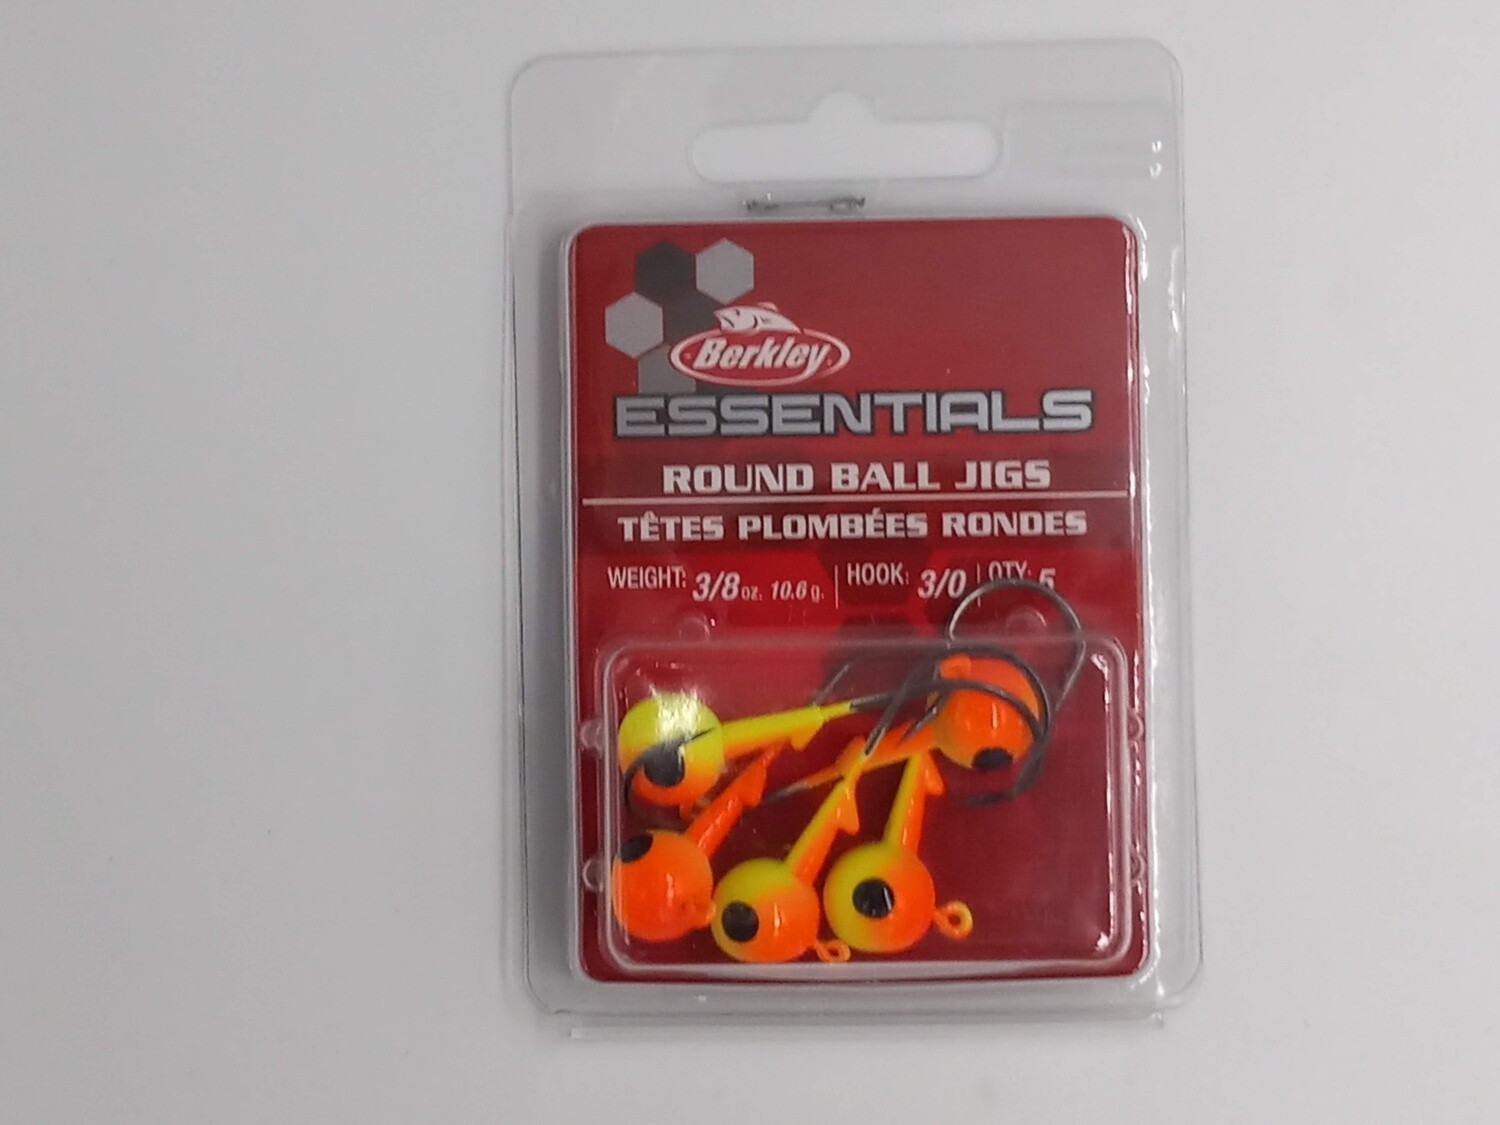 Berkley
ESSENTIALS
ROUND BALL JIGS
TÊTES PLOMBÉES RONDES
WEIGHT: 3/8 oz. 10.6 g. | HOOK: 3/0 | QTY: 5